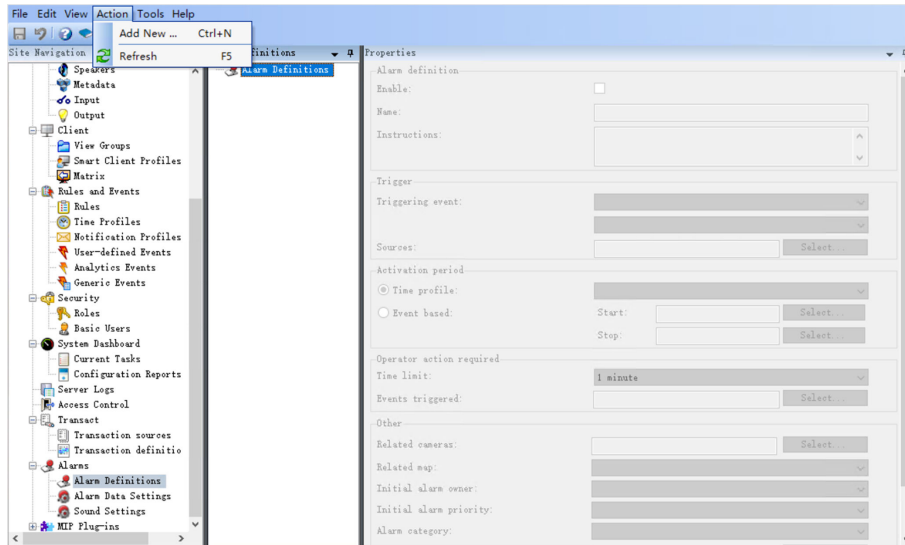 File Edit View Action Tools Help
Add New ... Ctrl+N
Refresh F5
Site Navigation
Speakers
Metadata
Input
Output
Client
View Groups
Smart Client Profiles
Matrix
Rules and Events
Rules
Time Profiles
Notification Profiles
User-defined Events
Analytics Events
Generic Events
Security
Roles
Basic Users
System Dashboard
Current Tasks
Configuration Reports
Server Logs
Access Control
Transact
Transaction sources
Transaction definitio
Alarms
Alarm Definitions
Alarm Data Settings
Sound Settings
MIP Plug-ins
finitions
Alarm Definitions
Properties
Alarm definition
Enable:
Name:
Instructions:
Trigger
Triggering event:
Sources: Select...
Activation period
Time profile:
Event based: Start: Select...
Stop: Select...
Operator action required
Time limit: 1 minute
Events triggered: Select...
Other
Related cameras: Select...
Related map:
Initial alarm owner:
Initial alarm priority:
Alarm category: